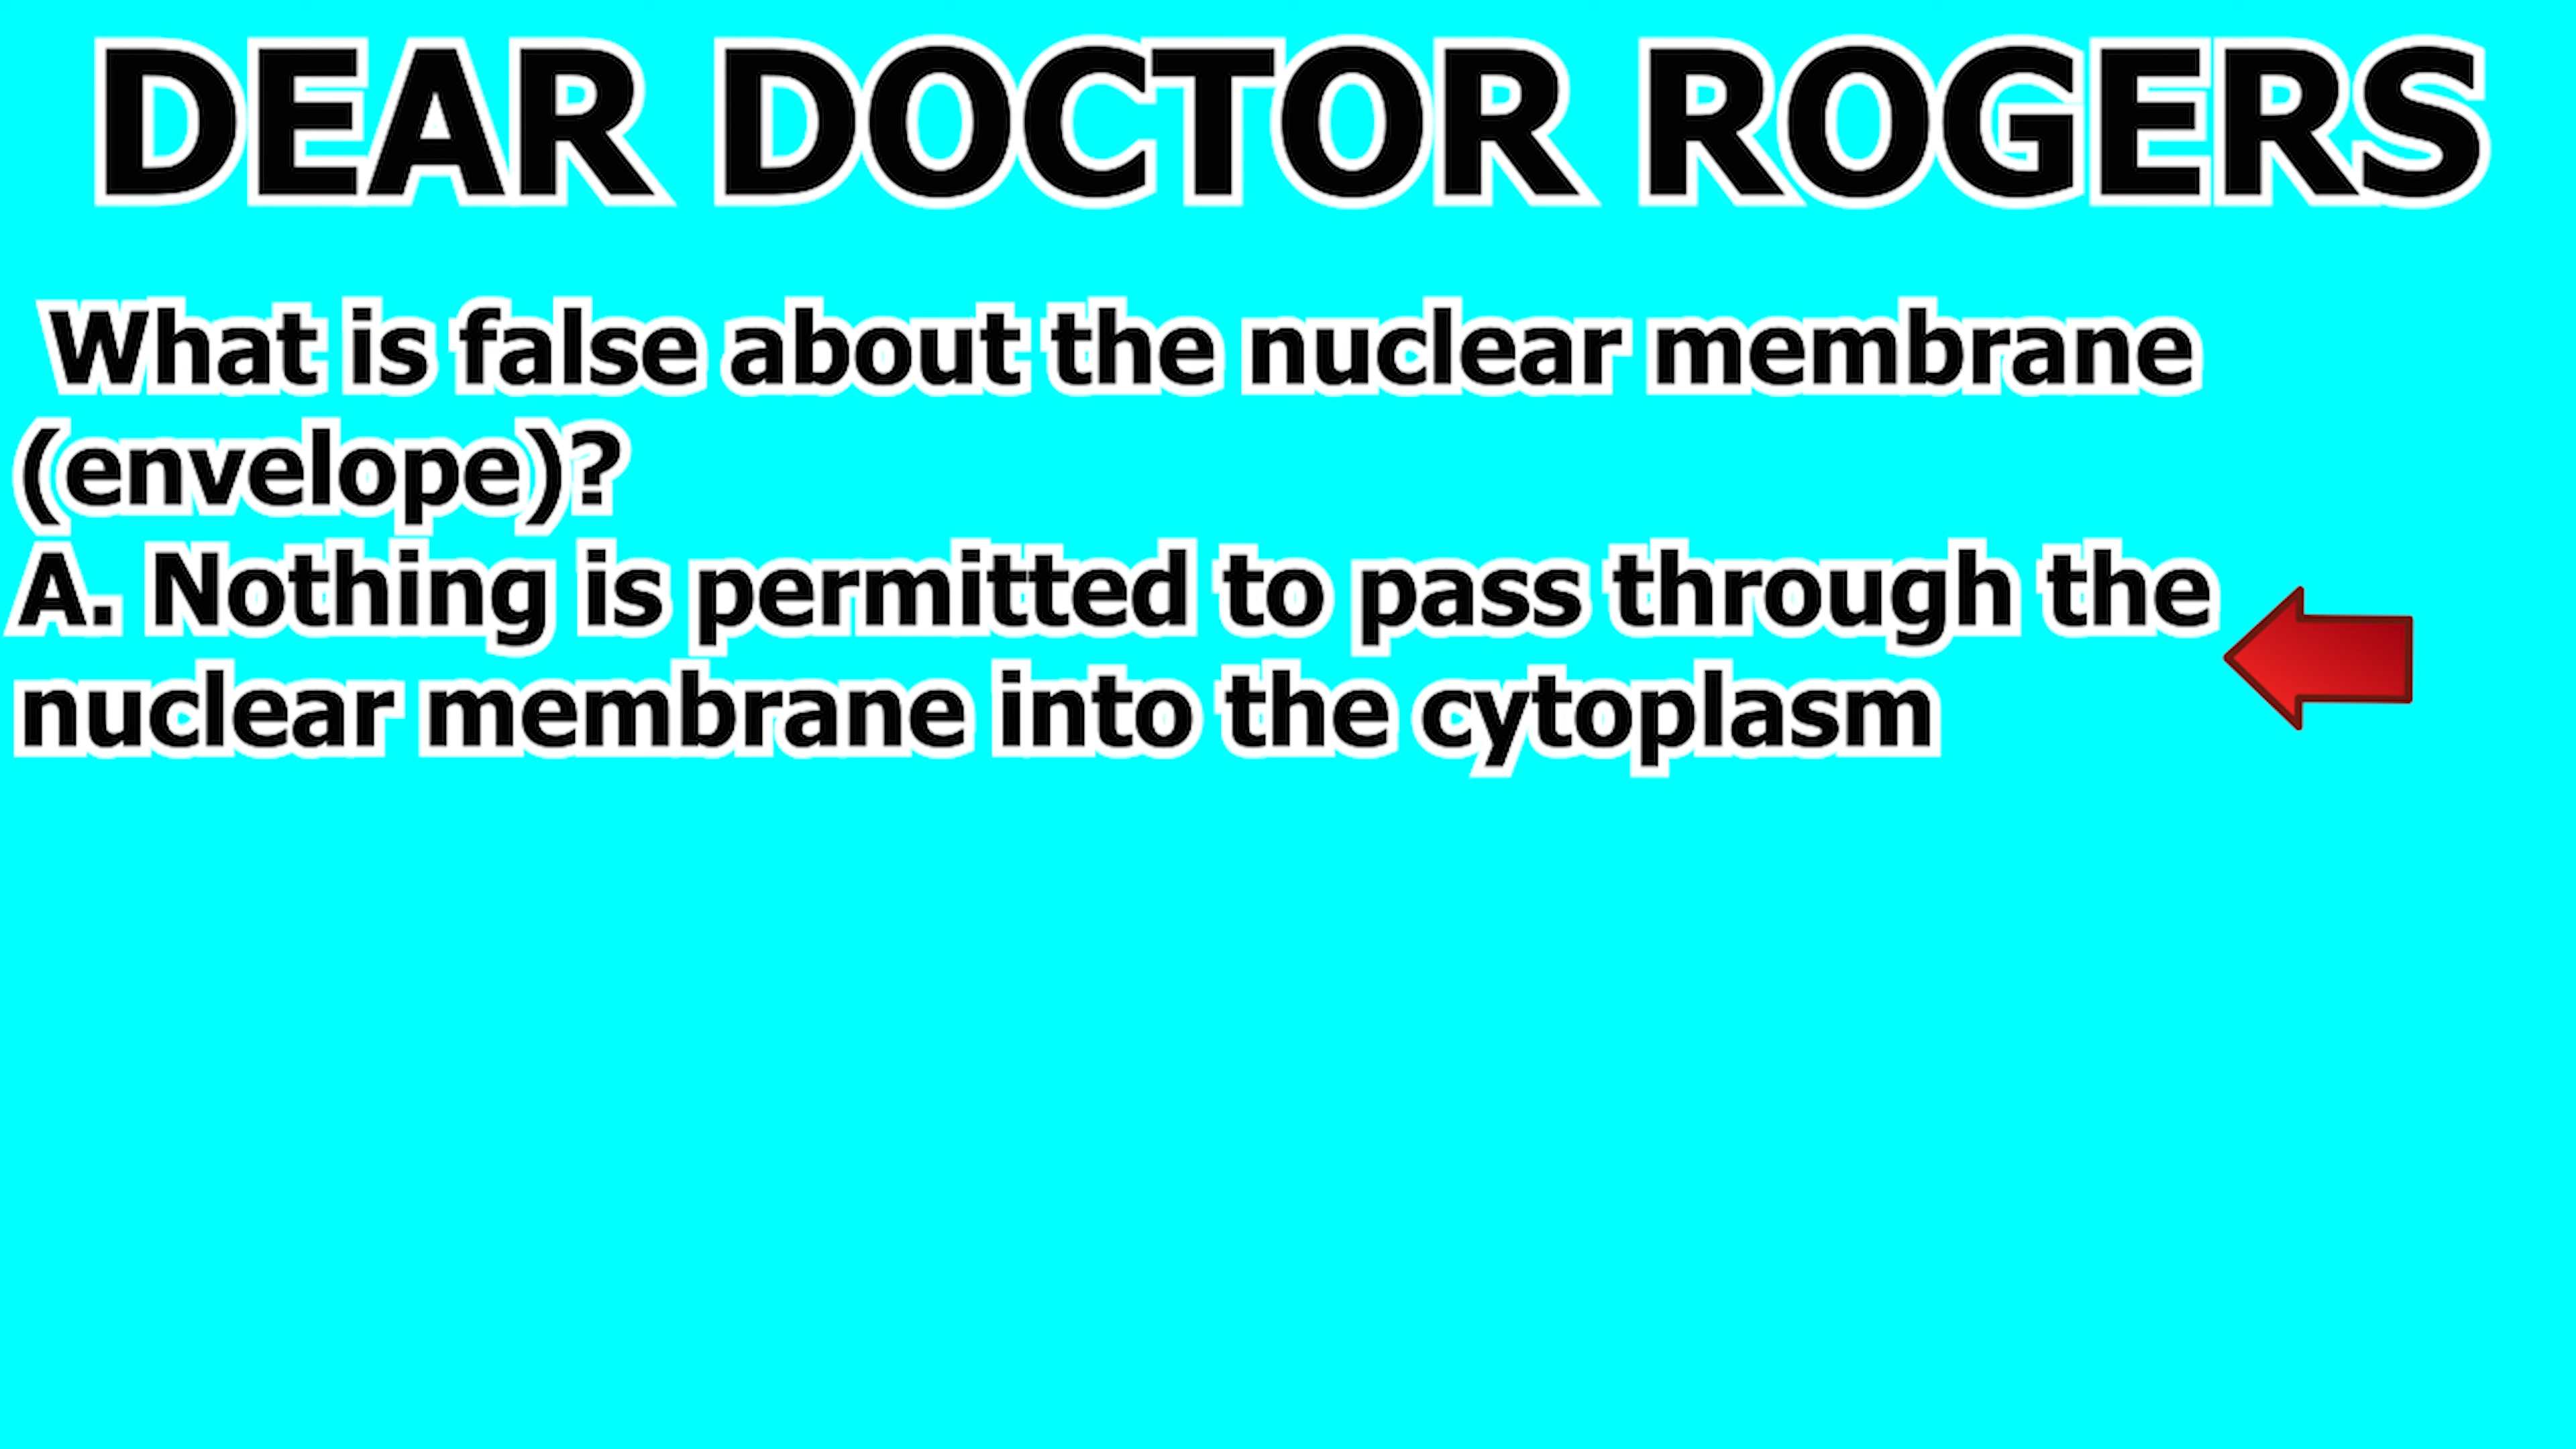 DEAR DOCTOR ROGERS
What is false about the nuclear membrane
(envelope)?
A. Nothing is permitted to pass through the
nuclear membrane into the cytoplasm